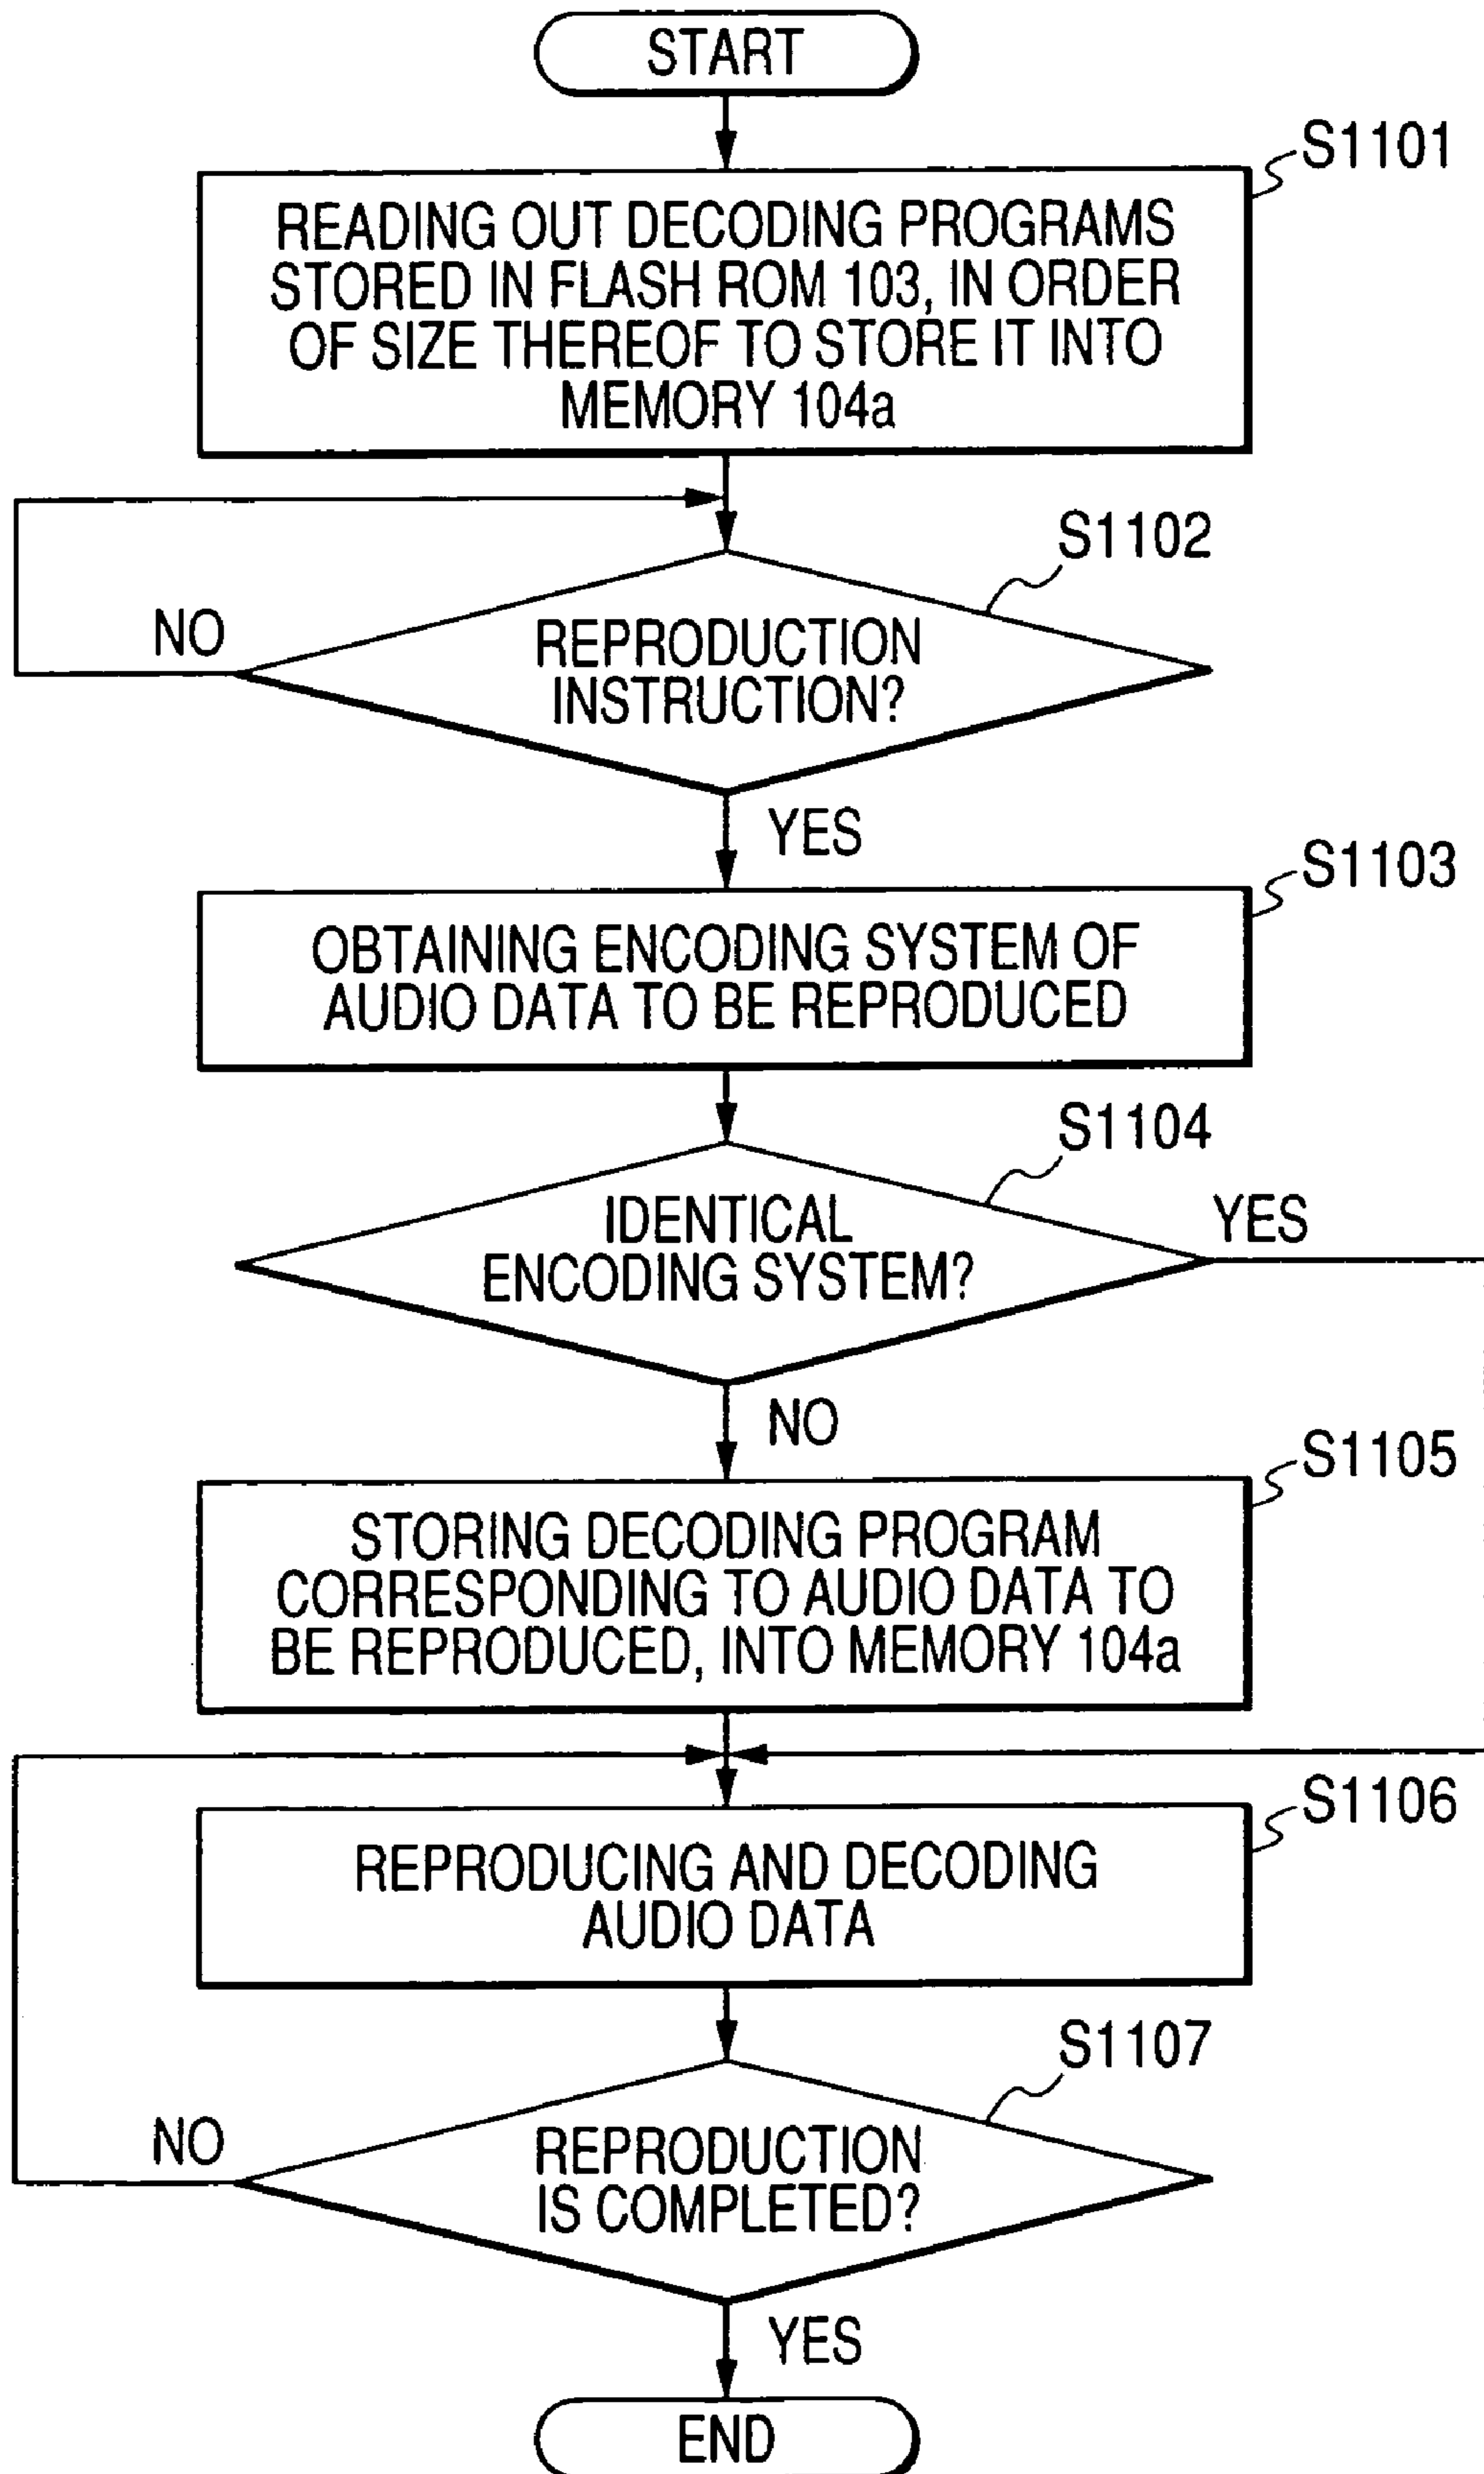 START
S1101
READING OUT DECODING PROGRAMS
STORED IN FLASH ROM 103, IN ORDER
OF SIZE THEREOF TO STORE IT INTO
MEMORY 104a
S1102
NO
REPRODUCTION
INSTRUCTION?
YES
S1103
OBTAINING ENCODING SYSTEM OF
AUDIO DATA TO BE REPRODUCED
S1104
IDENTICAL
ENCODING SYSTEM?
YES
NO
S1105
STORING DECODING PROGRAM
CORRESPONDING TO AUDIO DATA TO
BE REPRODUCED, INTO MEMORY 104a
S1106
REPRODUCING AND DECODING
AUDIO DATA
S1107
NO
REPRODUCTION
IS COMPLETED?
YES
END